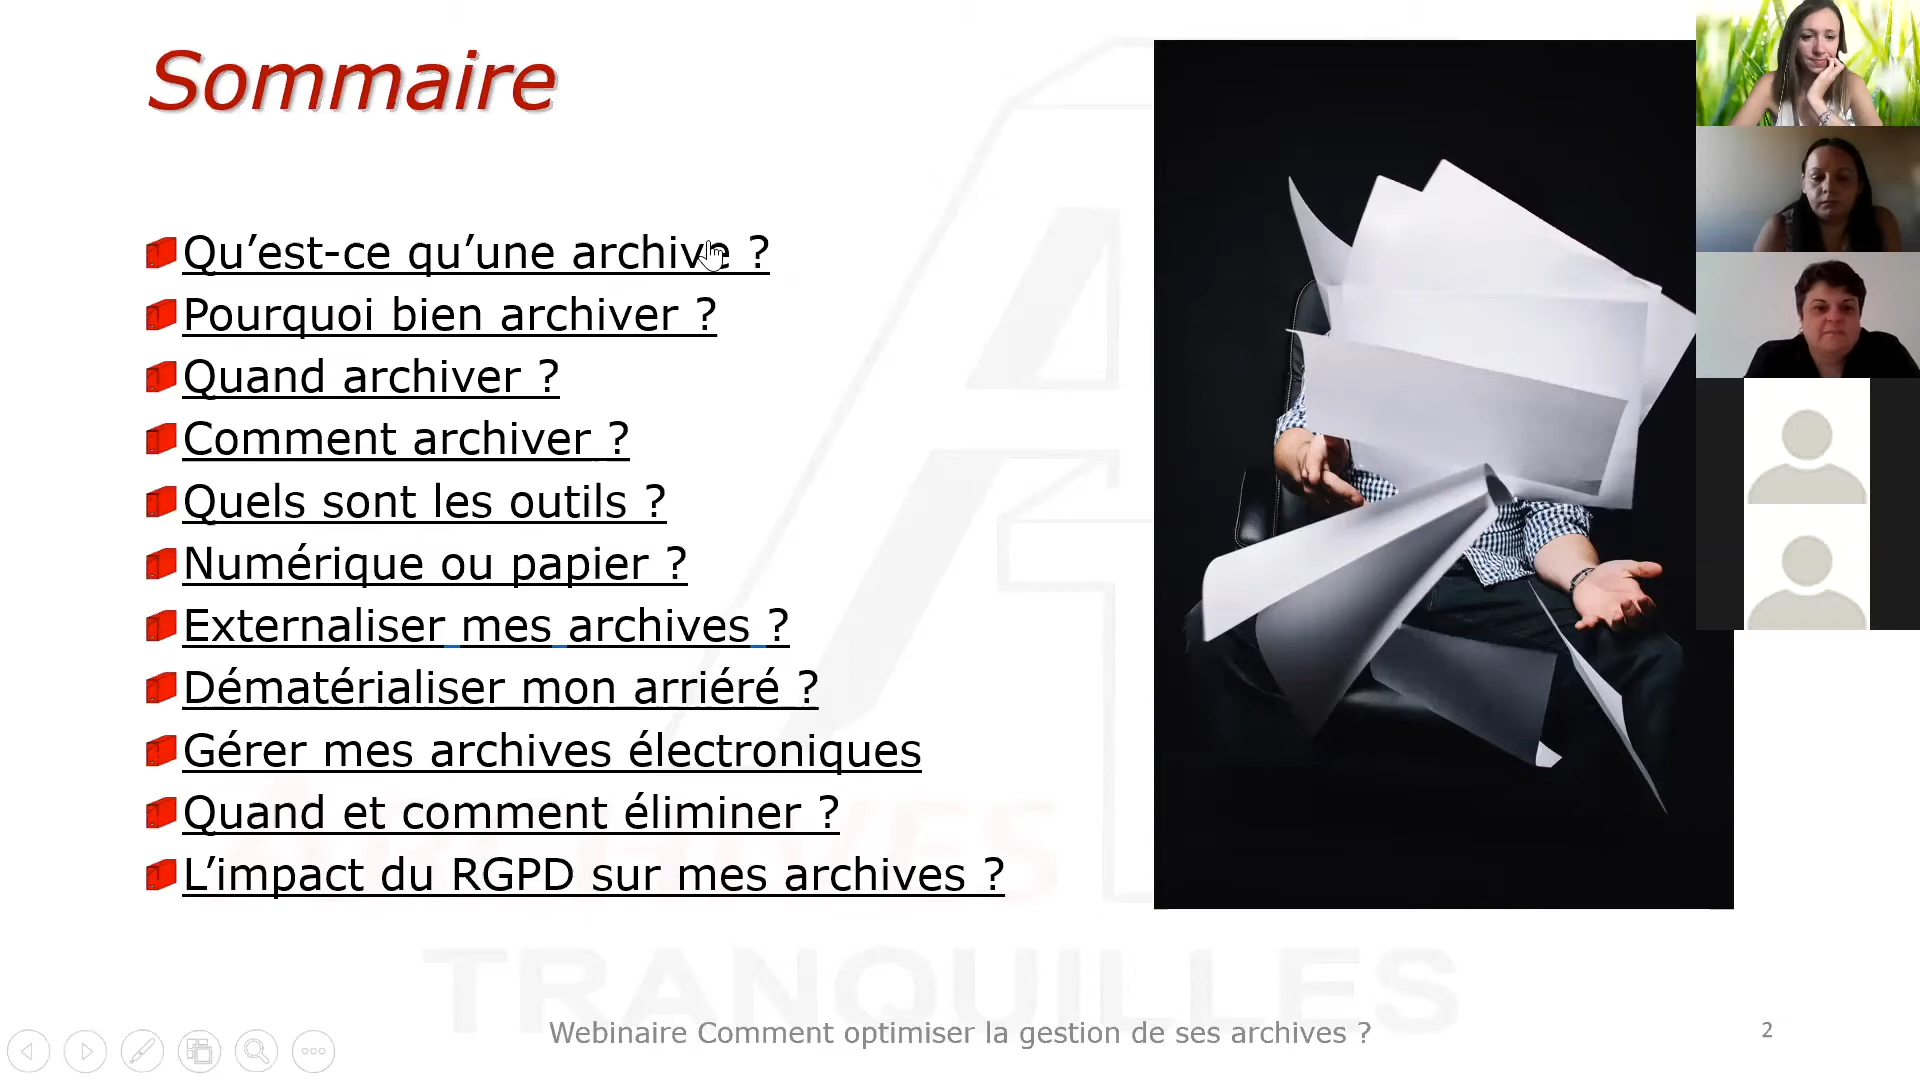 Sommaire
Qu’est-ce qu’une archive ?
Pourquoi bien archiver ?
Quand archiver ?
Comment archiver ?
Quels sont les outils ?
Numérique ou papier ?
Externaliser mes archives ?
Dématérialiser mon arriéré ?
Gérer mes archives électroniques
Quand et comment éliminer ?
L’impact du RGPD sur mes archives ?
ARCHIVES
TRANQUILLES
Webinaire Comment optimiser la gestion de ses archives ?
2